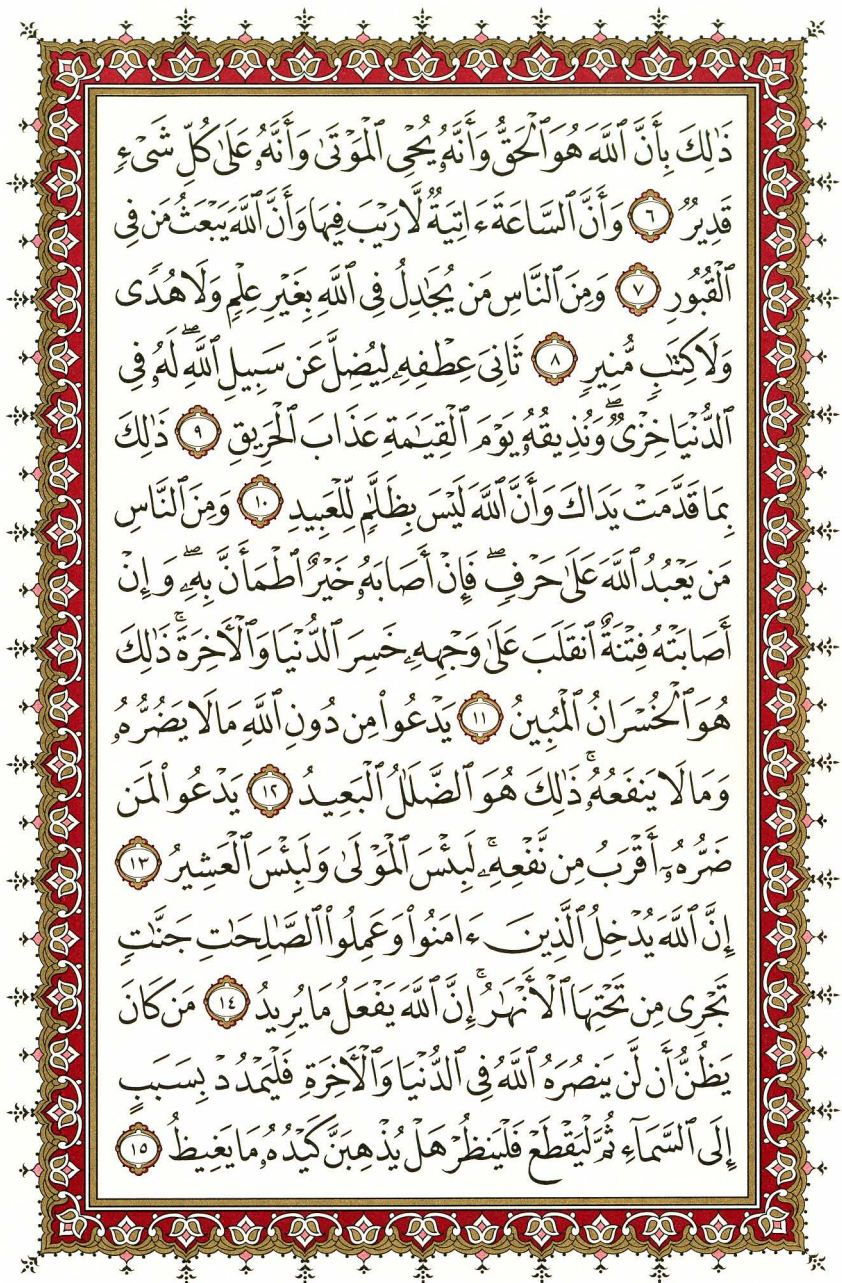 ذَٰلِكَ بِأَنَّ ٱللَّهَ هُوَ ٱلْحَقُّ وَأَنَّهُۥ يُحْىِ ٱلْمَوْتَىٰ وَأَنَّهُۥ عَلَىٰ كُلِّ شَىْءٍ
قَدِيرٌ ٦ وَأَنَّ ٱلسَّاعَةَ ءَاتِيَةٌ لَّا رَيْبَ فِيهَا وَأَنَّ ٱللَّهَ يَبْعَثُ مَن فِى
ٱلْقُبُورِ ٧ وَمِنَ ٱلنَّاسِ مَن يُجَٰدِلُ فِى ٱللَّهِ بِغَيْرِ عِلْمٍ وَلَا هُدًى
وَلَا كِتَٰبٍ مُّنِيرٍ ٨ ثَانِىَ عِطْفِهِۦ لِيُضِلَّ عَن سَبِيلِ ٱللَّهِ ۖ لَهُۥ فِى
ٱلدُّنْيَا خِزْىٌ ۖ وَنُذِيقُهُۥ يَوْمَ ٱلْقِيَٰمَةِ عَذَابَ ٱلْحَرِيقِ ٩ ذَٰلِكَ
بِمَا قَدَّمَتْ يَدَاكَ وَأَنَّ ٱللَّهَ لَيْسَ بِظَلَّٰمٍ لِّلْعَبِيدِ ١٠ وَمِنَ ٱلنَّاسِ
مَن يَعْبُدُ ٱللَّهَ عَلَىٰ حَرْفٍ ۖ فَإِنْ أَصَابَهُۥ خَيْرٌ ٱطْمَأَنَّ بِهِۦ ۖ وَإِنْ
أَصَابَتْهُ فِتْنَةٌ ٱنقَلَبَ عَلَىٰ وَجْهِهِۦ خَسِرَ ٱلدُّنْيَا وَٱلْءَاخِرَةَ ۚ ذَٰلِكَ
هُوَ ٱلْخُسْرَانُ ٱلْمُبِينُ ١١ يَدْعُوا۟ مِن دُونِ ٱللَّهِ مَا لَا يَضُرُّهُۥ
وَمَا لَا يَنفَعُهُۥ ۚ ذَٰلِكَ هُوَ ٱلضَّلَٰلُ ٱلْبَعِيدُ ١٢ يَدْعُوا۟ لَمَن
ضَرُّهُۥٓ أَقْرَبُ مِن نَّفْعِهِۦ ۚ لَبِئْسَ ٱلْمَوْلَىٰ وَلَبِئْسَ ٱلْعَشِيرُ ١٣
إِنَّ ٱللَّهَ يُدْخِلُ ٱلَّذِينَ ءَامَنُوا۟ وَعَمِلُوا۟ ٱلصَّٰلِحَٰتِ جَنَّٰتٍ
تَجْرِى مِن تَحْتِهَا ٱلْأَنْهَٰرُ ۚ إِنَّ ٱللَّهَ يَفْعَلُ مَا يُرِيدُ ١٤ مَن كَانَ
يَظُنُّ أَن لَّن يَنصُرَهُ ٱللَّهُ فِى ٱلدُّنْيَا وَٱلْءَاخِرَةِ فَلْيَمْدُدْ بِسَبَبٍ
إِلَى ٱلسَّمَآءِ ثُمَّ لْيَقْطَعْ فَلْيَنظُرْ هَلْ يُذْهِبَنَّ كَيْدُهُۥ مَا يَغِيظُ ١٥